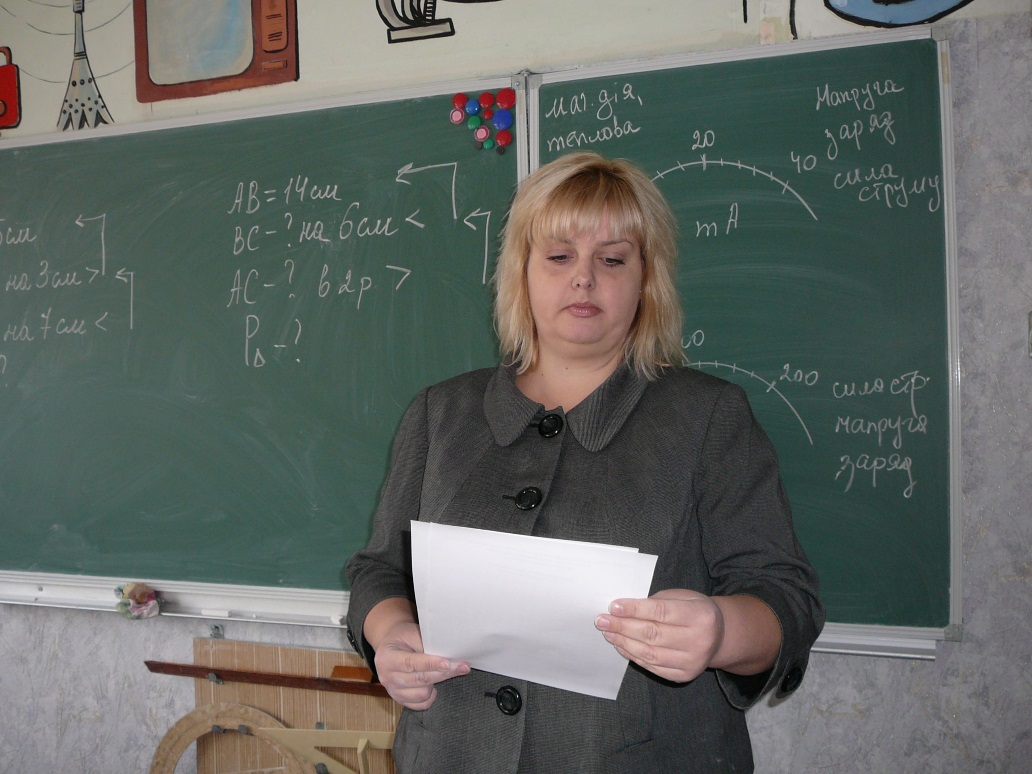 5см
на 3см >
на 7см <
?
AB = 14см
BC - ? на 6см <
AC - ? в 2р >
P△ - ?
маг. дія,
теплова
20
40
mA
Напруга
заряд
сила
струму
200
сила стр.
напруга
заряд